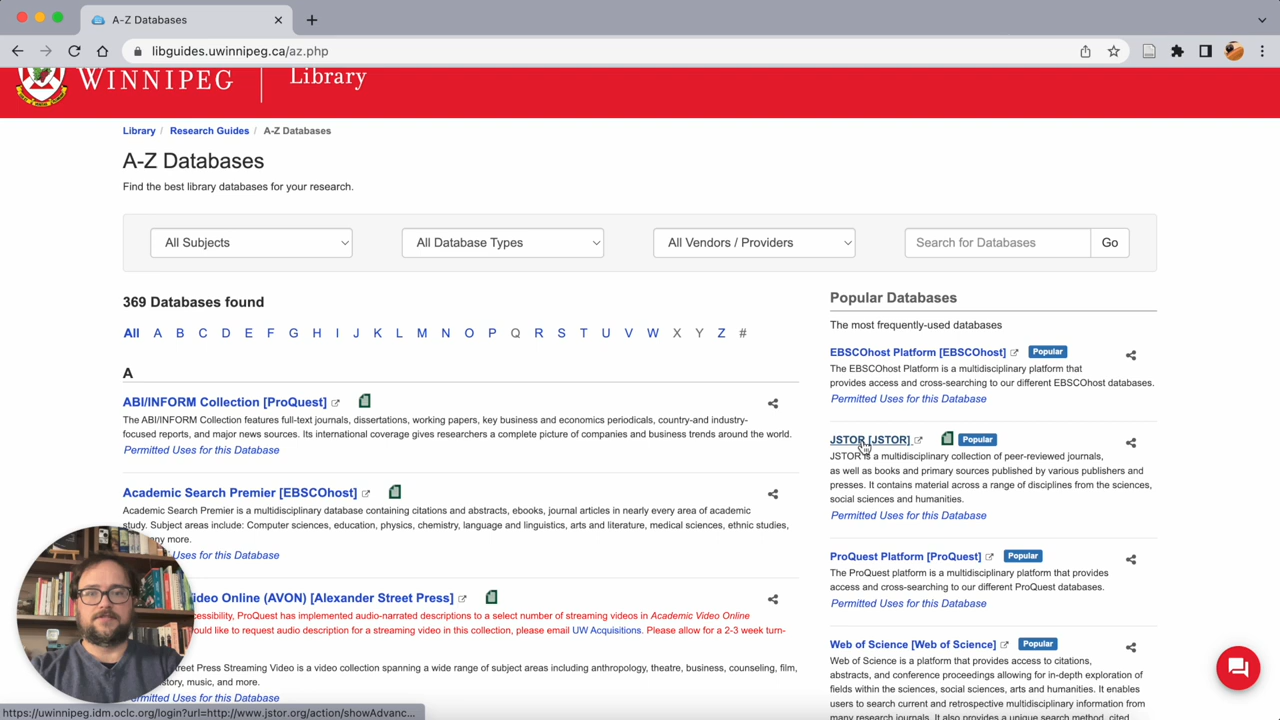 A-Z Databases
libguides.uwinnipeg.ca/az.php
WINNIPEG
Library
Library / Research Guides / A-Z Databases
A-Z Databases
Find the best library databases for your research.
All Subjects
All Database Types
All Vendors / Providers
Search for Databases
Go
369 Databases found
All A B C D E F G H I J K L M N O P Q R S T U V W X Y Z #
A
ABI/INFORM Collection [ProQuest]
The ABI/INFORM Collection features full-text journals, dissertations, working papers, key business and economics periodicals, country-and industry-
focused reports, and major news sources. Its international coverage gives researchers a complete picture of companies and business trends around the world.
Permitted Uses for this Database
Academic Search Premier [EBSCOhost]
Academic Search Premier is a multidisciplinary database containing citations and abstracts, ebooks, journal articles in nearly every area of academic
study. Subject areas include: Computer sciences, education, physics, chemistry, language and linguistics, arts and literature, medical sciences, ethnic studies,
more.
Uses for this Database
Online (AVON) [Alexander Street Press]
ProQuest has implemented audio-narrated descriptions to a select number of streaming videos in Academic Video Online
like to request audio description for a streaming video in this collection, please email UW Acquisitions. Please allow for a 2-3 week turn-
Press Streaming Video is a video collection spanning a wide range of subject areas including anthropology, theatre, business, counseling, film,
music, and more.
Uses for this Database
Popular Databases
The most frequently-used databases
EBSCOhost Platform [EBSCOhost] Popular
The EBSCOhost Platform is a multidisciplinary platform that
provides access and cross-searching to our different EBSCOhost databases.
Permitted Uses for this Database
JSTOR [JSTOR] Popular
JSTOR is a multidisciplinary collection of peer-reviewed journals,
as well as books and primary sources published by various publishers and
presses. It contains material across a range of disciplines from the sciences,
social sciences and humanities.
Permitted Uses for this Database
ProQuest Platform [ProQuest] Popular
The ProQuest platform is a multidisciplinary platform that provides
access and cross-searching to our different ProQuest databases.
Permitted Uses for this Database
Web of Science [Web of Science] Popular
Web of Science is a platform that provides access to citations,
abstracts, and conference proceedings allowing for in-depth exploration of
fields within the sciences, social sciences, arts and humanities. It enables
users to search current and retrospective multidisciplinary information from
many research journals. It also provides a unique search method, cited
https://uwinnipeg.idm.oclc.org/login?url=http://www.jstor.org/action/showAdvanc...